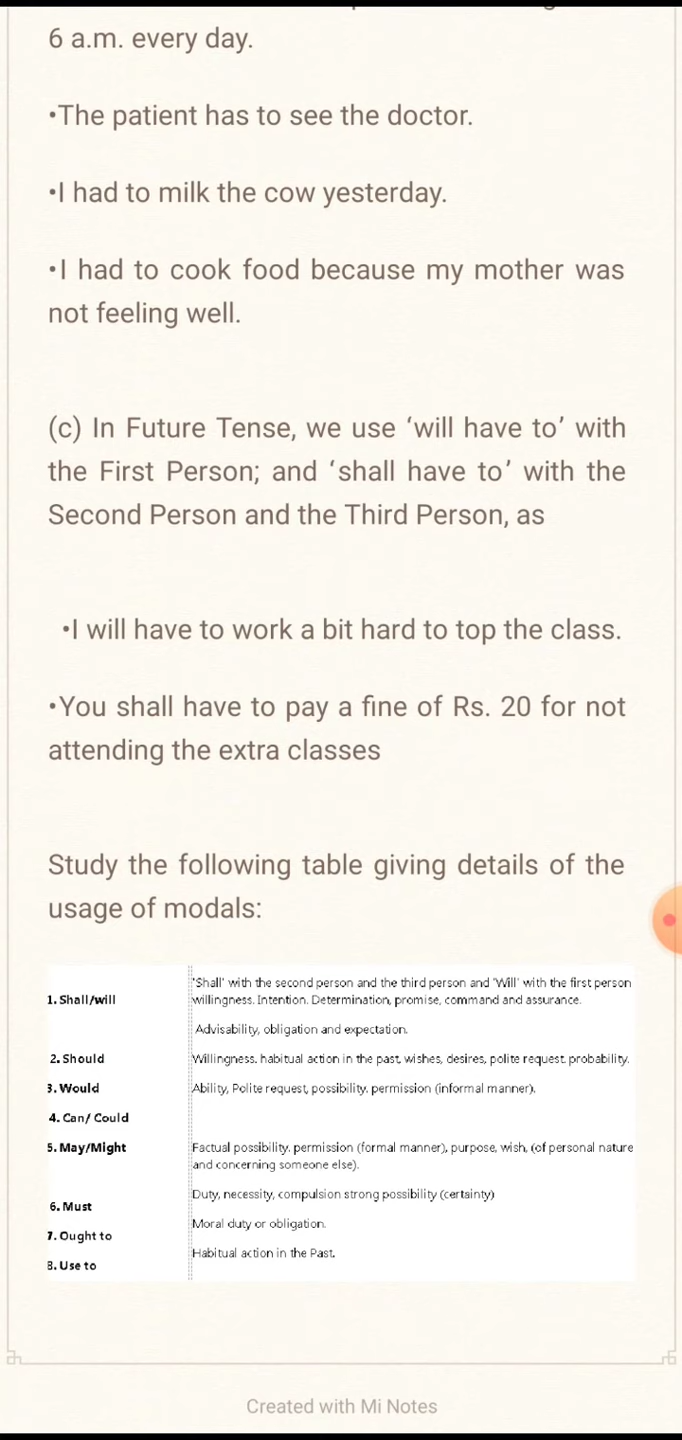 6 a.m. every day.
•The patient has to see the doctor.
•I had to milk the cow yesterday.
•I had to cook food because my mother was
not feeling well.
(c) In Future Tense, we use ‘will have to’ with
the First Person; and ‘shall have to’ with the
Second Person and the Third Person, as
•I will have to work a bit hard to top the class.
•You shall have to pay a fine of Rs. 20 for not
attending the extra classes
Study the following table giving details of the
usage of modals:
'Shall' with the second person and the third person and 'Will' with the first person
1. Shall/will
willingness. Intention. Determination, promise, command and assurance.
Advisability, obligation and expectation.
2. Should
Willingness. habitual action in the past, wishes, desires, polite request. probability.
3. Would
Ability, Polite request, possibility. permission (informal manner).
4. Can/ Could
5. May/Might
Factual possibility. permission (formal manner), purpose, wish, (of personal nature
and concerning someone else).
Duty, necessity, compulsion strong possibility (certainty)
6. Must
Moral duty or obligation.
7. Ought to
Habitual action in the Past.
8. Use to
Created with Mi Notes